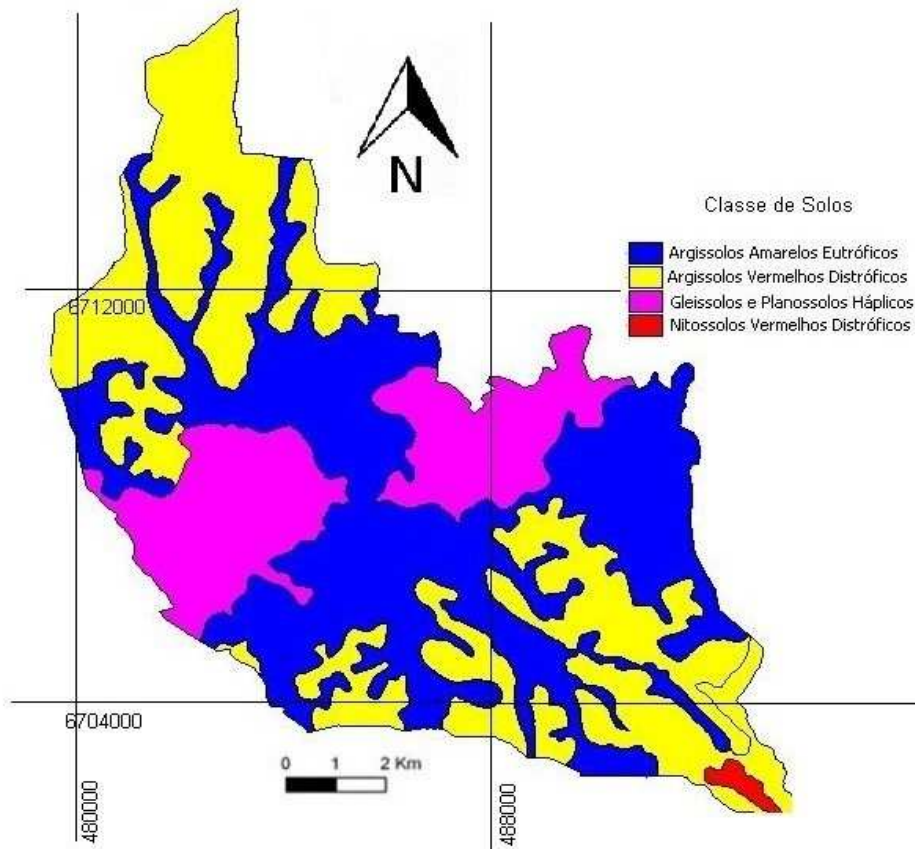 N
Classe de Solos
Argissolos Amarelos Eutróficos
Argissolos Vermelhos Distróficos
Gleissolos e Planossolos Háplicos
Nitossolos Vermelhos Distróficos
6712000
6704000
0 1 2 Km
480000
488000